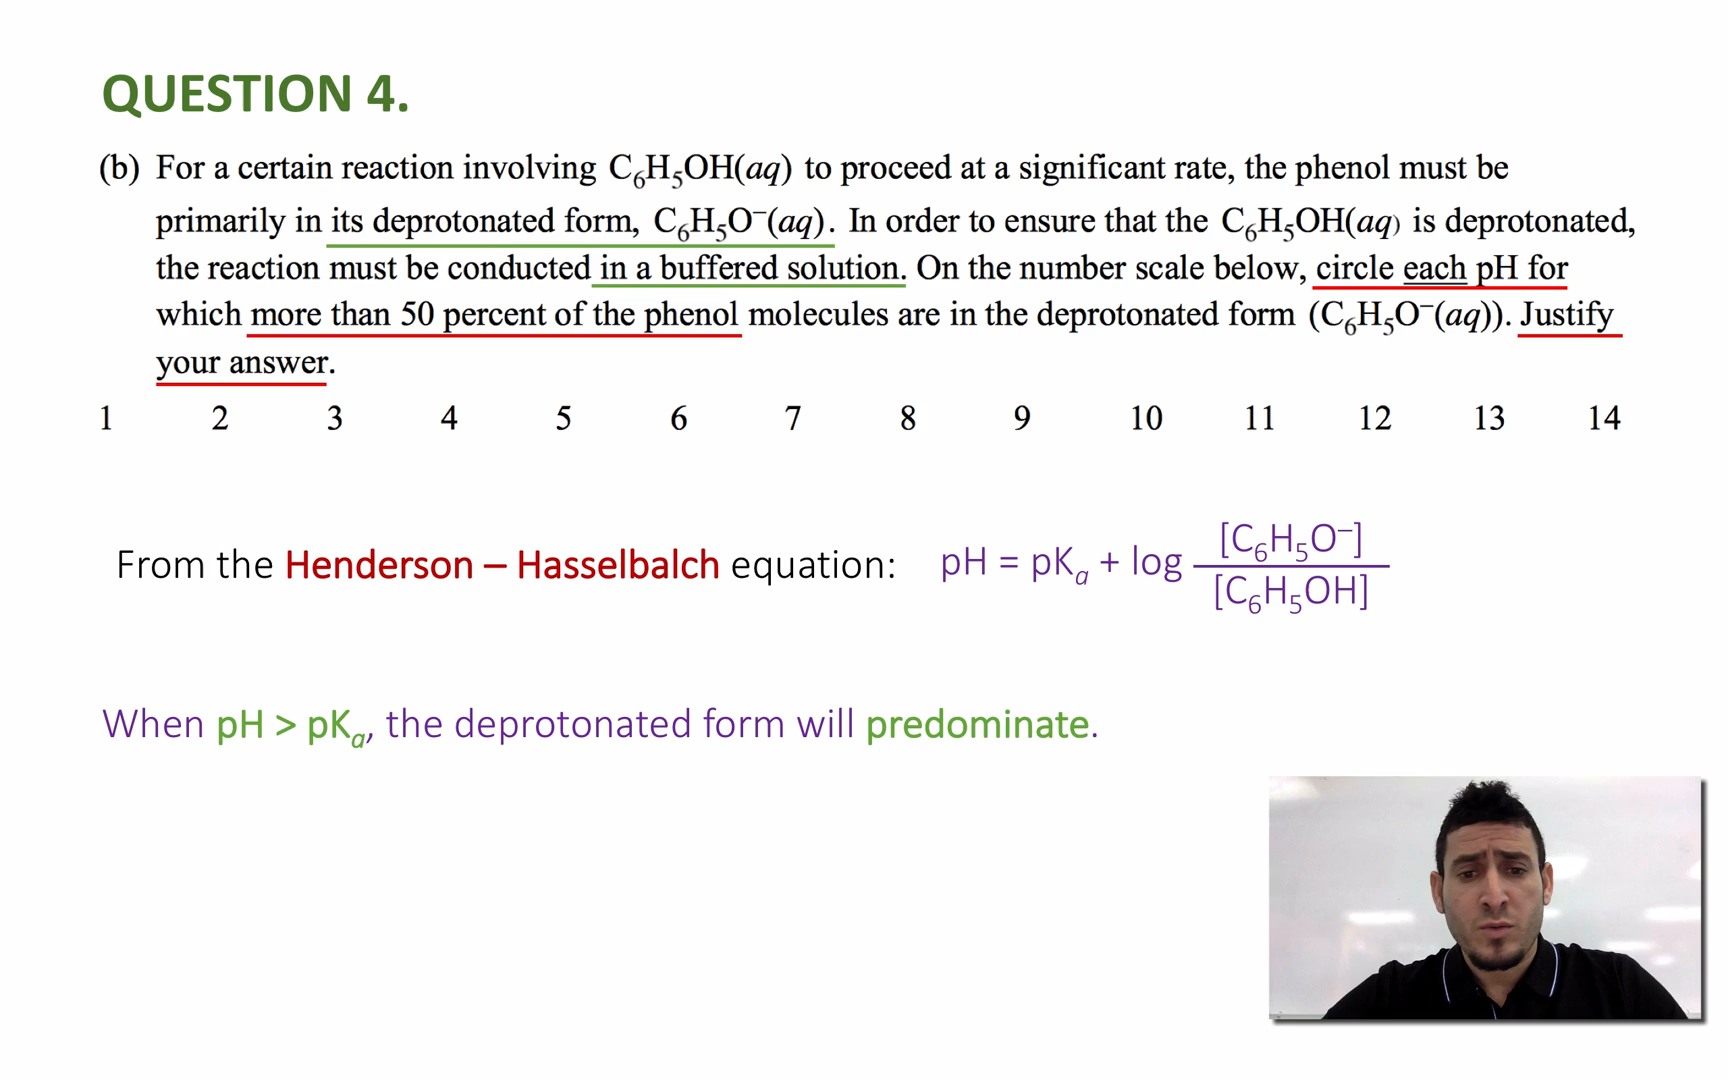 QUESTION 4.
(b) For a certain reaction involving C₆H₅OH(aq) to proceed at a significant rate, the phenol must be
primarily in its deprotonated form, C₆H₅O⁻(aq). In order to ensure that the C₆H₅OH(aq) is deprotonated,
the reaction must be conducted in a buffered solution. On the number scale below, circle each pH for
which more than 50 percent of the phenol molecules are in the deprotonated form (C₆H₅O⁻(aq)). Justify
your answer.
1 2 3 4 5 6 7 8 9 10 11 12 13 14
[C₆H₅O⁻]
From the Henderson – Hasselbalch equation: pH = pKₐ + log
[C₆H₅OH]
When pH > pKₐ, the deprotonated form will predominate.